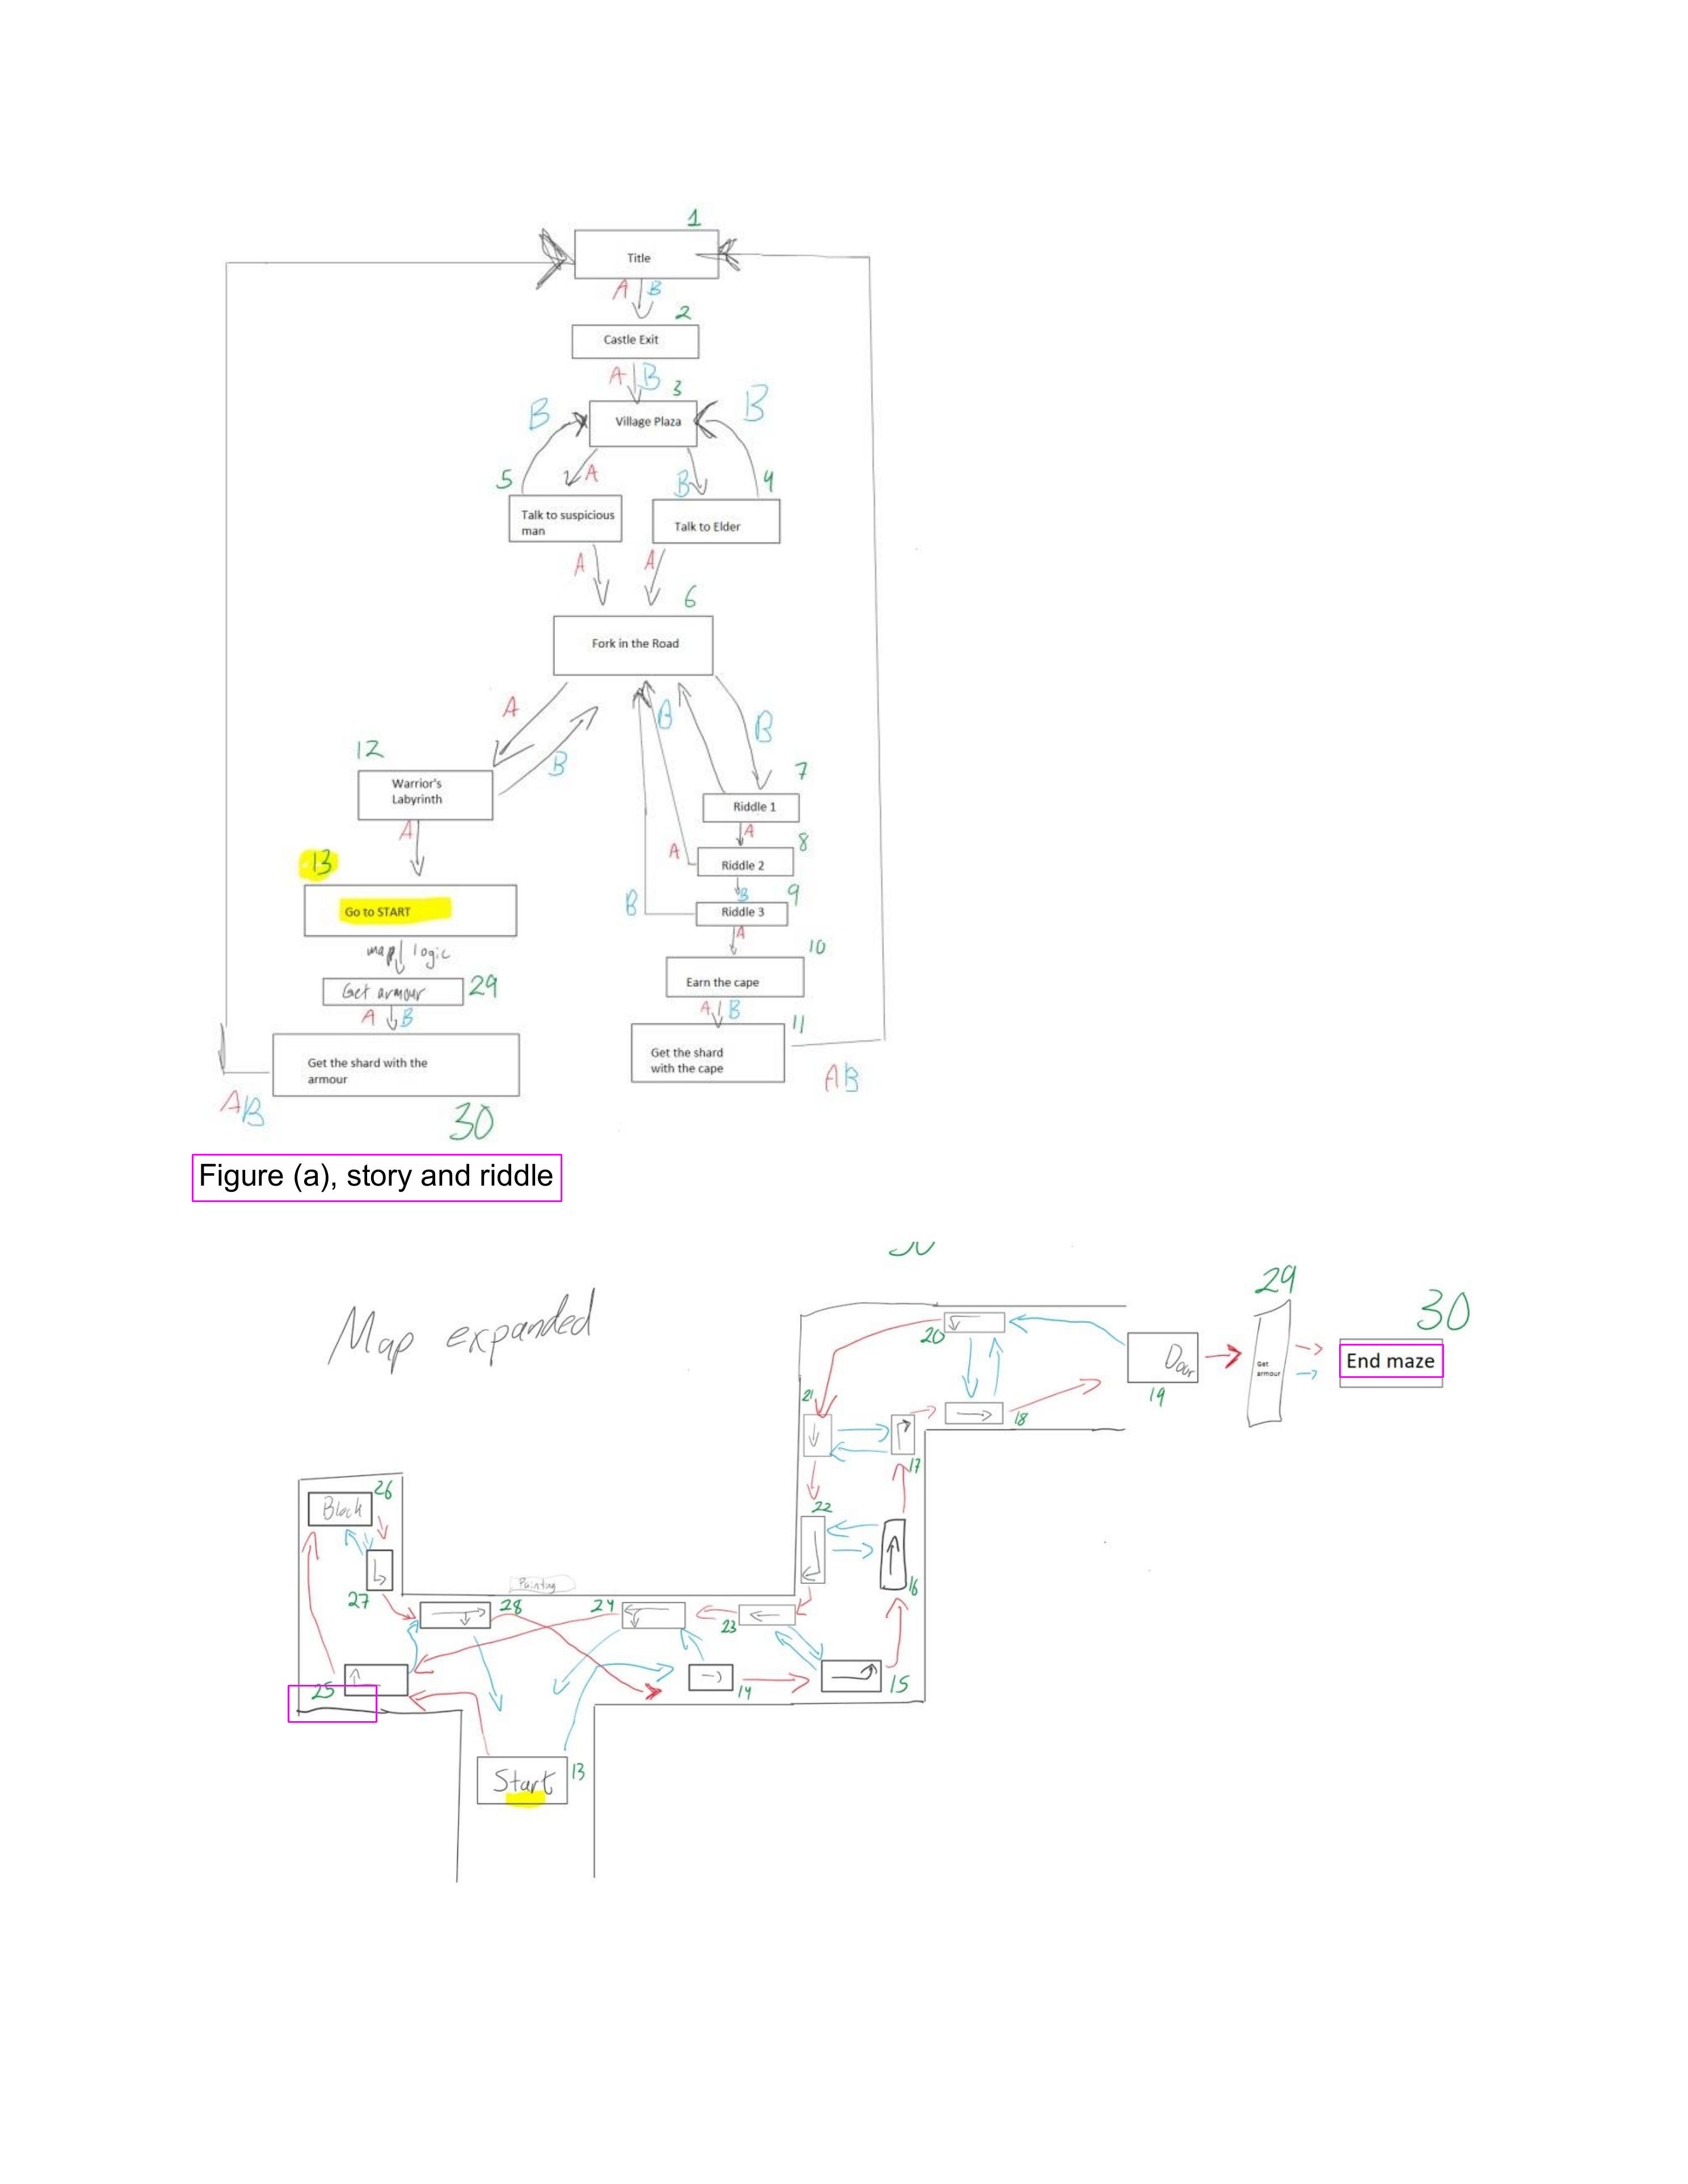 1
Title
A B
2
Castle Exit
A B
3
B Village Plaza B
5 A B 4
Talk to suspicious
man
Talk to Elder
A A
6
Fork in the Road
A B B
12 B 7
Warrior's
Labyrinth
Riddle 1
A A 8
13 A Riddle 2
B 9
Go to START B Riddle 3
A
map logic 10
Get armour 29 Earn the cape
A B A B
11
Get the shard with the
armour
Get the shard
with the cape
AB AB
30
Figure (a), story and riddle
Map expanded
29
30
20
Door
Get
armour
End maze
19
21
18
17
26
Block
22
16
27
Painting
28
24
23
25
14
15
Start 13